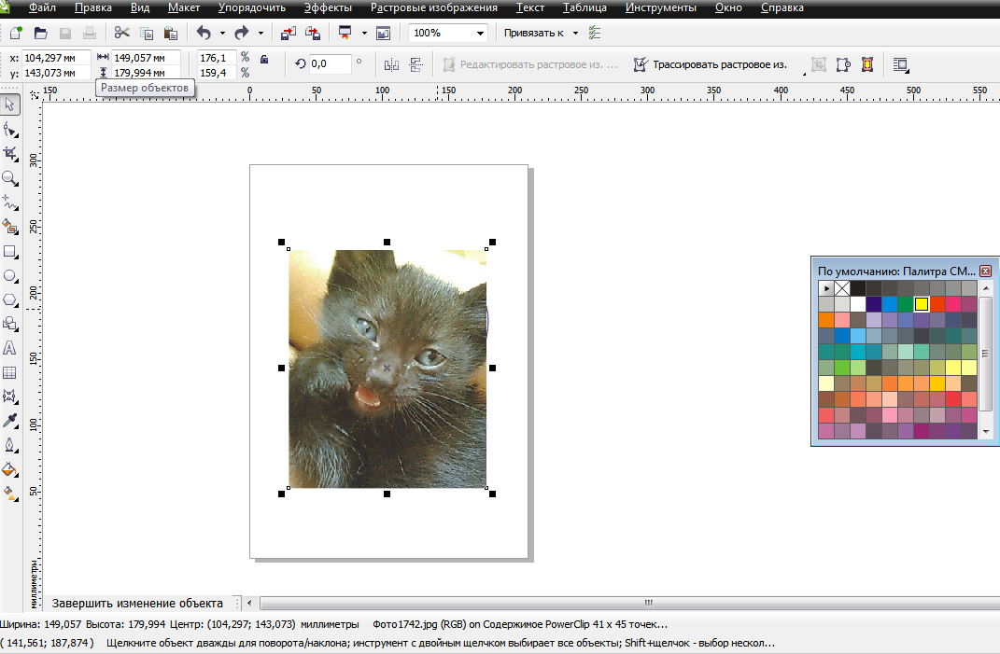 Файл Правка Вид Макет Упорядочить Эффекты Растровые изображения Текст Таблица Инструменты Окно Справка
100% Привязать к
x: 104,297 мм 149,057 мм 176,1 % 0,0 ° Редактировать растровое из. ... Трассировать растровое из.
y: 143,073 мм 179,994 мм 159,4 %
Размер объектов
150 0 50 100 150 200 250 300 350 400 450 500 550
300
250
200
150
100
50
миллиметры
По умолчанию: Палитра CM...
Завершить изменение объекта
Ширина: 149,057 Высота: 179,994 Центр: (104,297; 143,073) миллиметры Фото1742.jpg (RGB) on Содержимое PowerClip 41 x 45 точек...
( 141,561; 187,874 ) Щелкните объект дважды для поворота/наклона; инструмент с двойным щелчком выбирает все объекты; Shift+щелчок - выбор нескол...